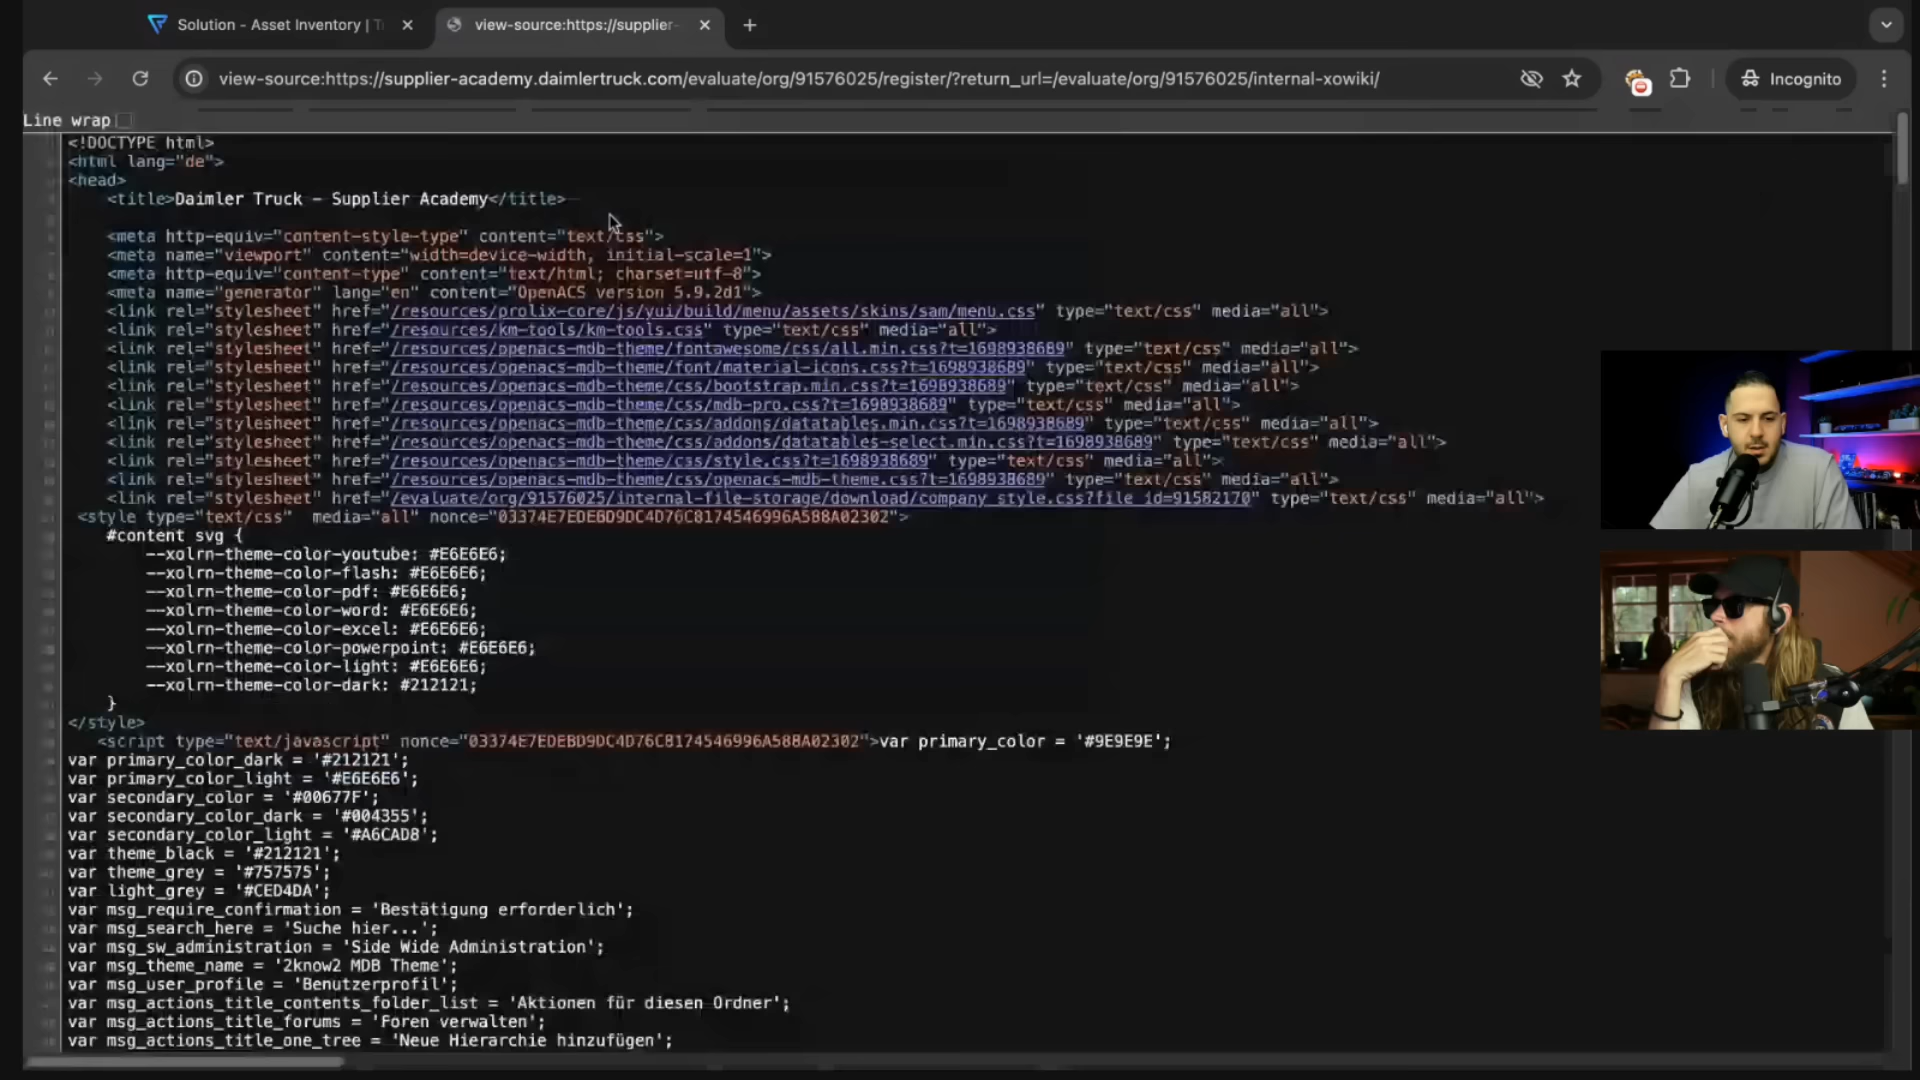 Solution - Asset Inventory | T
view-source:https://supplier-
view-source:https://supplier-academy.daimlertruck.com/evaluate/org/91576025/register/?return_url=/evaluate/org/91576025/internal-xowiki/
Incognito
Line wrap
<!DOCTYPE html>
<html lang="de">
<head>
<title>Daimler Truck – Supplier Academy</title>
<meta http-equiv="content-style-type" content="text/css">
<meta name="viewport" content="width=device-width, initial-scale=1">
<meta http-equiv="content-type" content="text/html; charset=utf-8">
<meta name="generator" lang="en" content="OpenACS version 5.9.2d1">
<link rel="stylesheet" href="/resources/prolix-core/js/yui/build/menu/assets/skins/sam/menu.css" type="text/css" media="all">
<link rel="stylesheet" href="/resources/km-tools/km-tools.css" type="text/css" media="all">
<link rel="stylesheet" href="/resources/openacs-mdb-theme/fontawesome/css/all.min.css?t=1698938689" type="text/css" media="all">
<link rel="stylesheet" href="/resources/openacs-mdb-theme/font/material-icons.css?t=1698938689" type="text/css" media="all">
<link rel="stylesheet" href="/resources/openacs-mdb-theme/css/bootstrap.min.css?t=1698938689" type="text/css" media="all">
<link rel="stylesheet" href="/resources/openacs-mdb-theme/css/mdb-pro.css?t=1698938689" type="text/css" media="all">
<link rel="stylesheet" href="/resources/openacs-mdb-theme/css/addons/datatables.min.css?t=1698938689" type="text/css" media="all">
<link rel="stylesheet" href="/resources/openacs-mdb-theme/css/addons/datatables-select.min.css?t=1698938689" type="text/css" media="all">
<link rel="stylesheet" href="/resources/openacs-mdb-theme/css/style.css?t=1698938689" type="text/css" media="all">
<link rel="stylesheet" href="/resources/openacs-mdb-theme/css/openacs-mdb-theme.css?t=1698938689" type="text/css" media="all">
<link rel="stylesheet" href="/evaluate/org/91576025/internal-file-storage/download/company_style.css?file_id=91582170" type="text/css" media="all">
<style type="text/css" media="all" nonce="03374E7EDEBD9DC4D76C8174546996A588A02302">
#content svg {
--xolrn-theme-color-youtube: #E6E6E6;
--xolrn-theme-color-flash: #E6E6E6;
--xolrn-theme-color-pdf: #E6E6E6;
--xolrn-theme-color-word: #E6E6E6;
--xolrn-theme-color-excel: #E6E6E6;
--xolrn-theme-color-powerpoint: #E6E6E6;
--xolrn-theme-color-light: #E6E6E6;
--xolrn-theme-color-dark: #212121;
}
</style>
<script type="text/javascript" nonce="03374E7EDEBD9DC4D76C8174546996A588A02302">var primary_color = '#9E9E9E';
var primary_color_dark = '#212121';
var primary_color_light = '#E6E6E6';
var secondary_color = '#00677F';
var secondary_color_dark = '#004355';
var secondary_color_light = '#A6CAD8';
var theme_black = '#212121';
var theme_grey = '#757575';
var light_grey = '#CED4DA';
var msg_require_confirmation = 'Bestätigung erforderlich';
var msg_search_here = 'Suche hier...';
var msg_sw_administration = 'Side Wide Administration';
var msg_theme_name = '2know2 MDB Theme';
var msg_user_profile = 'Benutzerprofil';
var msg_actions_title_contents_folder_list = 'Aktionen für diesen Ordner';
var msg_actions_title_forums = 'Foren verwalten';
var msg_actions_title_one_tree = 'Neue Hierarchie hinzufügen';